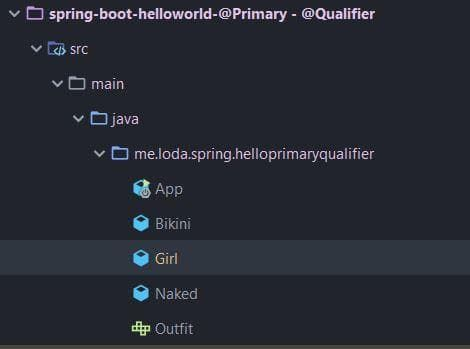 spring-boot-helloworld-@Primary - @Qualifier
src
main
java
me.loda.spring.helloprimaryqualifier
App
Bikini
Girl
Naked
Outfit